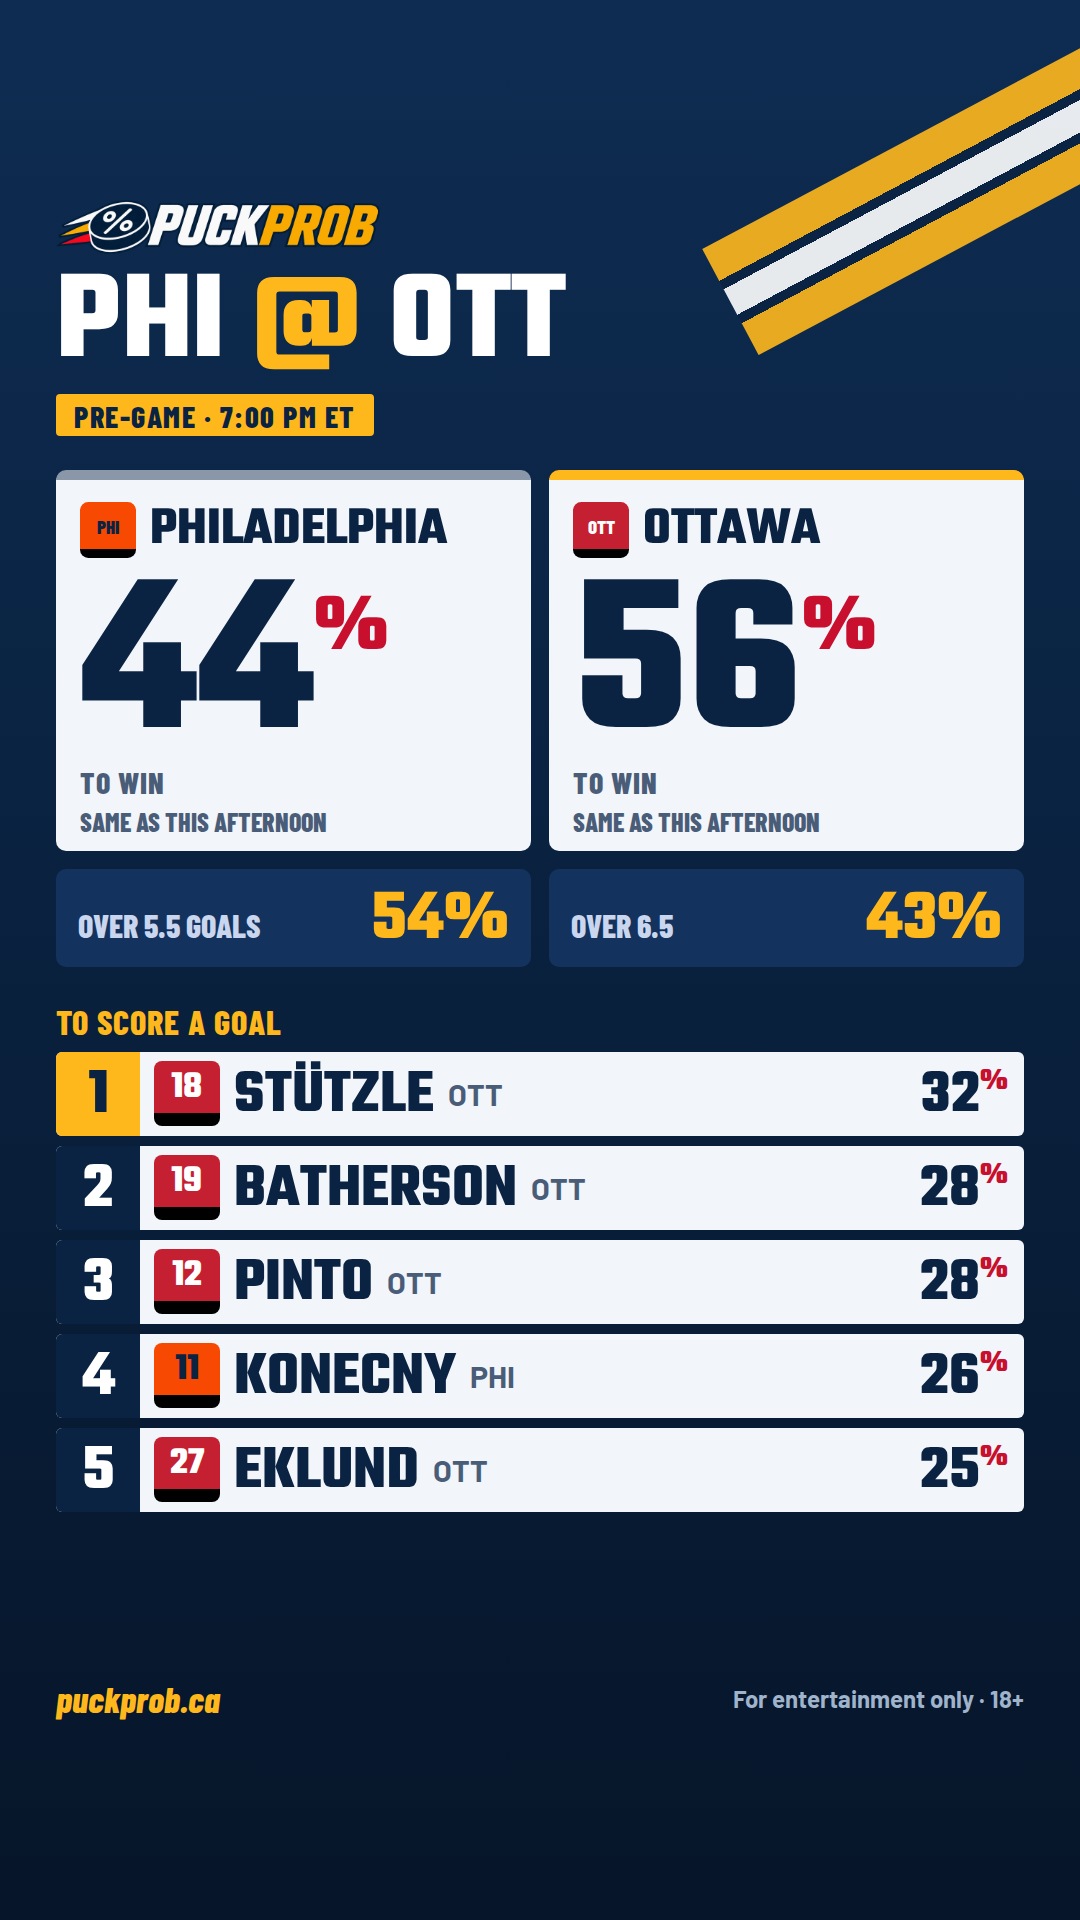 % PUCKPROB
PHI @ OTT
PRE-GAME · 7:00 PM ET
PHI PHILADELPHIA
44%
TO WIN
SAME AS THIS AFTERNOON
OTT OTTAWA
56%
TO WIN
SAME AS THIS AFTERNOON
OVER 5.5 GOALS 54%
OVER 6.5 43%
TO SCORE A GOAL
1 18 STÜTZLE OTT 32%
2 19 BATHERSON OTT 28%
3 12 PINTO OTT 28%
4 11 KONECNY PHI 26%
5 27 EKLUND OTT 25%
puckprob.ca
For entertainment only · 18+